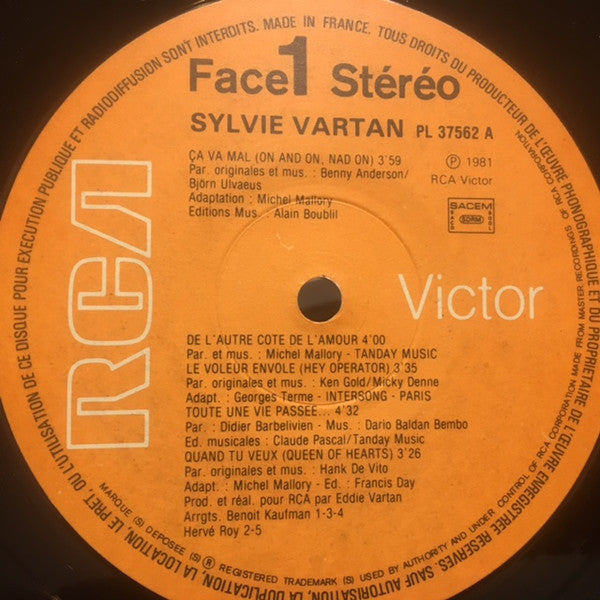 Face 1 Stéréo
SYLVIE VARTAN PL 37562 A
ÇA VA MAL (ON AND ON, NAD ON) 3'59
Par. originales et mus. : Benny Anderson/
Björn Ulvaeus
Adaptation : Michel Mallory
Editions Mus. : Alain Boublil
Ⓟ 1981
RCA Victor
SACEM
SDRM
RCA
Victor
DE L'AUTRE COTE DE L'AMOUR 4'00
Par. et mus. : Michel Mallory - TANDAY MUSIC
LE VOLEUR ENVOLE (HEY OPERATOR) 3'35
Par. originales et mus. : Ken Gold/Micky Denne
Adapt. : Georges Terme - INTERSONG - PARIS
TOUTE UNE VIE PASSEE... 4'32
Par. : Didier Barbelivien - Mus. : Dario Baldan Bembo
Ed. musicales : Claude Pascal/Tanday Music
QUAND TU VEUX (QUEEN OF HEARTS) 3'26
Par. originales et mus. : Hank De Vito
Adapt. : Michel Mallory - Ed. : Francis Day
Prod. et réal. pour RCA par Eddie Vartan
Arrgts. Benoit Kaufman 1-3-4
Hervé Roy 2-5
MADE IN FRANCE. TOUS DROITS DU PRODUCTEUR DE L'ŒUVRE PHONOGRAPHIQUE ET DU PROPRIETAIRE DE L'ŒUVRE ENREGISTREE RESERVES. SAUF AUTORISATION, LA DUPLICATION, LA LOCATION, LE PRET, OU L'UTILISATION DE CE DISQUE POUR EXECUTION PUBLIQUE ET RADIODIFFUSION SONT INTERDITS.
MARQUE (S) DEPOSEE (S) ® REGISTERED TRADEMARK (S) USED BY AUTHORITY AND UNDER CONTROL OF RCA CORPORATION MADE FROM MASTER RECORDINGS OF RCA CORPORATION.